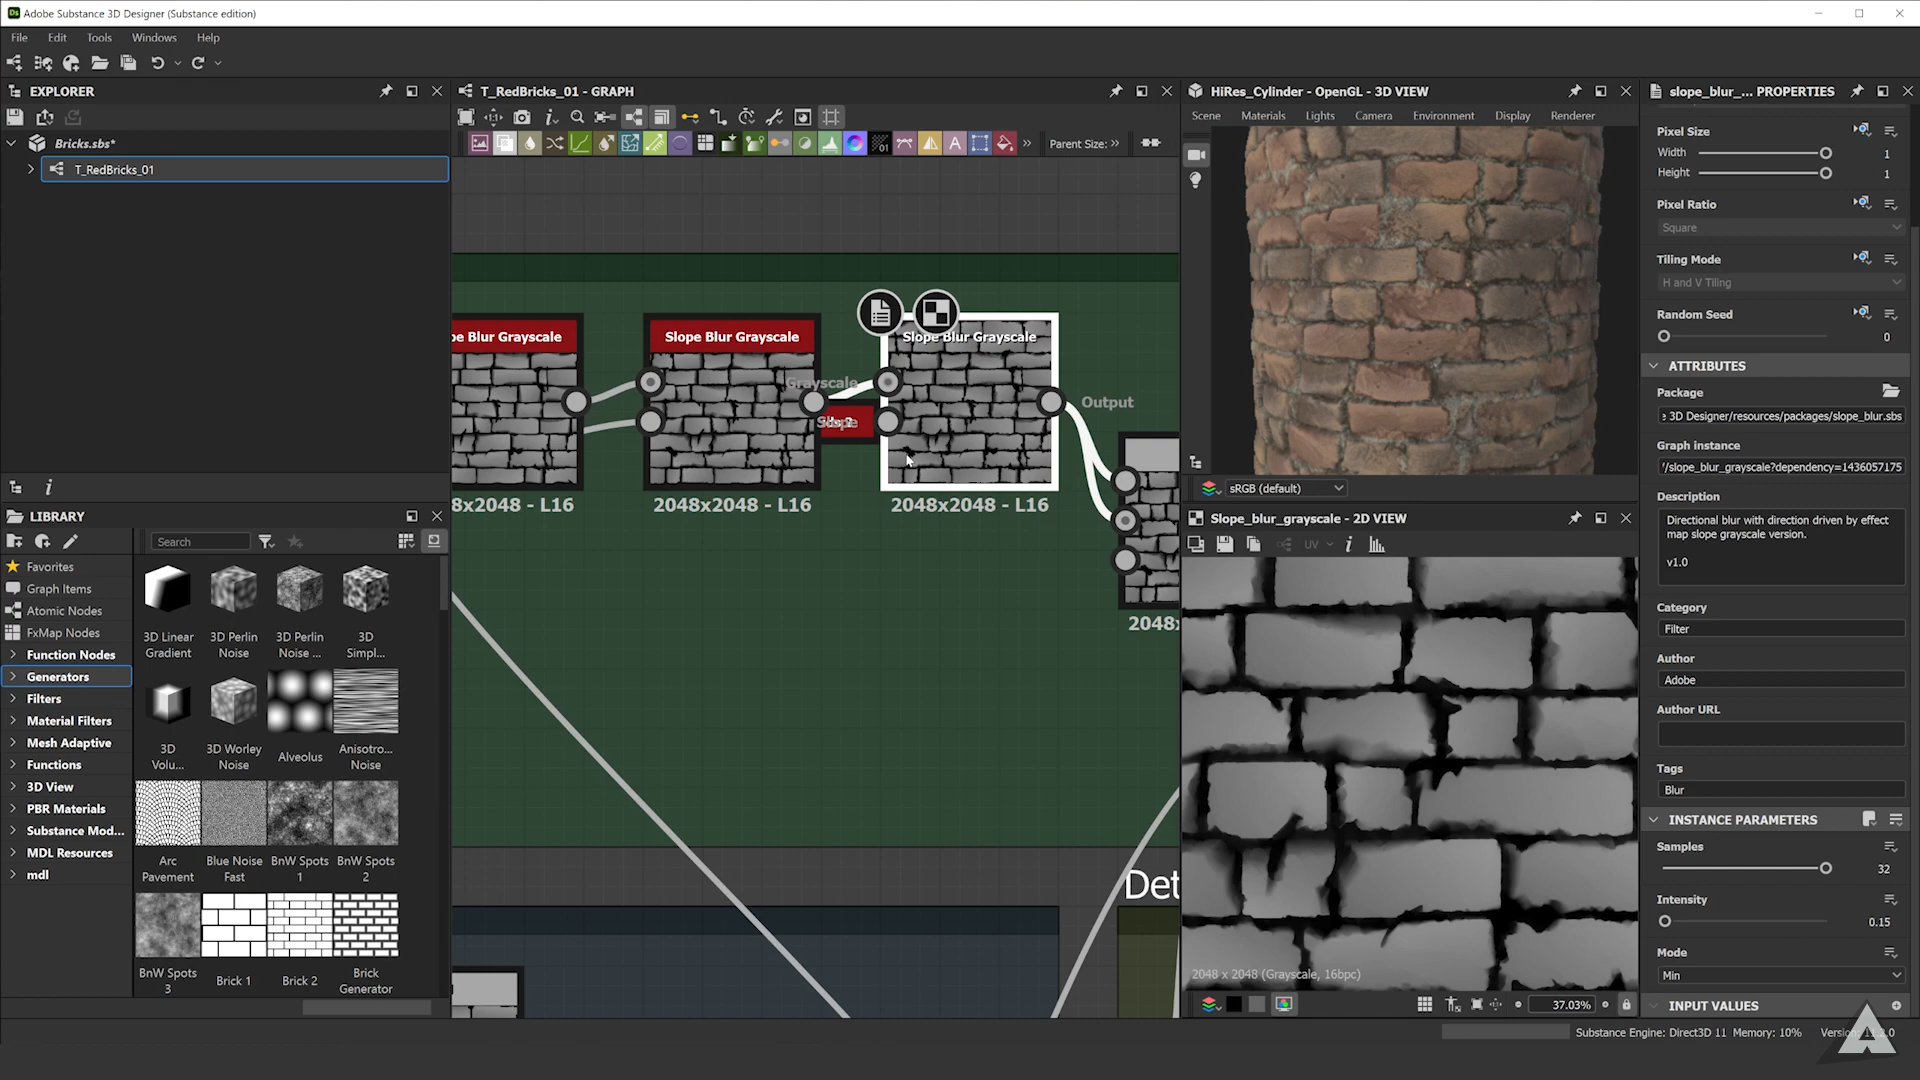 Ds Adobe Substance 3D Designer (Substance edition)
File Edit Tools Windows Help
EXPLORER
Bricks.sbs*
T_RedBricks_01
LIBRARY
Search
Favorites
Graph Items
Atomic Nodes
FxMap Nodes
Function Nodes
Generators
Filters
Material Filters
Mesh Adaptive
Functions
3D View
PBR Materials
Substance Mod...
MDL Resources
mdl
3D Linear Gradient
3D Perlin Noise
3D Perlin Noise ...
3D Simpl...
3D Volu...
3D Worley Noise
Alveolus
Anisotro... Noise
Arc Pavement
Blue Noise Fast
BnW Spots 1
BnW Spots 2
BnW Spots 3
Brick 1
Brick 2
Brick Generator
T_RedBricks_01 - GRAPH
Parent Size: >>
pe Blur Grayscale
Slope Blur Grayscale
Slope Blur Grayscale
Grayscale
Slope
Output
8x2048 - L16
2048x2048 - L16
2048x2048 - L16
2048x
Det
HiRes_Cylinder - OpenGL - 3D VIEW
Scene Materials Lights Camera Environment Display Renderer
sRGB (default)
Slope_blur_grayscale - 2D VIEW
UV
2048 x 2048 (Grayscale, 16bpc)
37.03%
slope_blur_... PROPERTIES
Pixel Size
Width 1
Height 1
Pixel Ratio
Square
Tiling Mode
H and V Tiling
Random Seed
0
ATTRIBUTES
Package
: 3D Designer/resources/packages/slope_blur.sbs
Graph instance
'/slope_blur_grayscale?dependency=1436057175
Description
Directional blur with direction driven by effect
map slope grayscale version.
v1.0
Category
Filter
Author
Adobe
Author URL
Tags
Blur
INSTANCE PARAMETERS
Samples
32
Intensity
0.15
Mode
Min
INPUT VALUES
Substance Engine: Direct3D 11 Memory: 10%